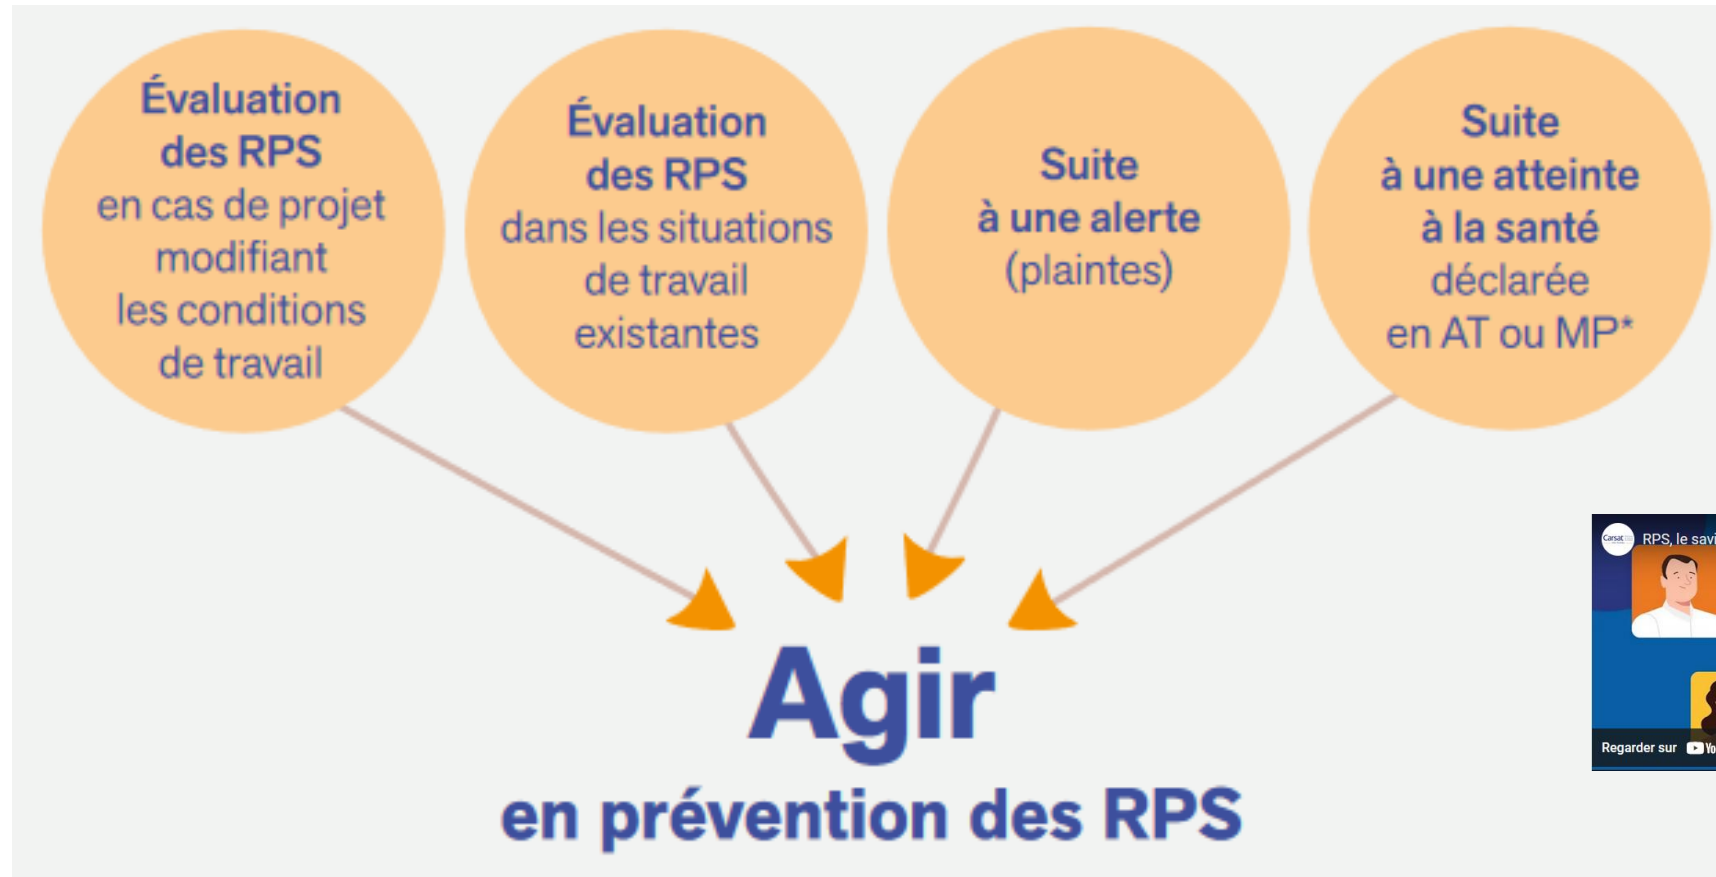 Évaluation
des RPS
en cas de projet
modifiant
les conditions
de travail
Évaluation
des RPS
dans les situations
de travail
existantes
Suite
à une alerte
(plaintes)
Suite
à une atteinte
à la santé
déclarée
en AT ou MP*
Agir
en prévention des RPS
Carsat
RPS, le
Regarder sur